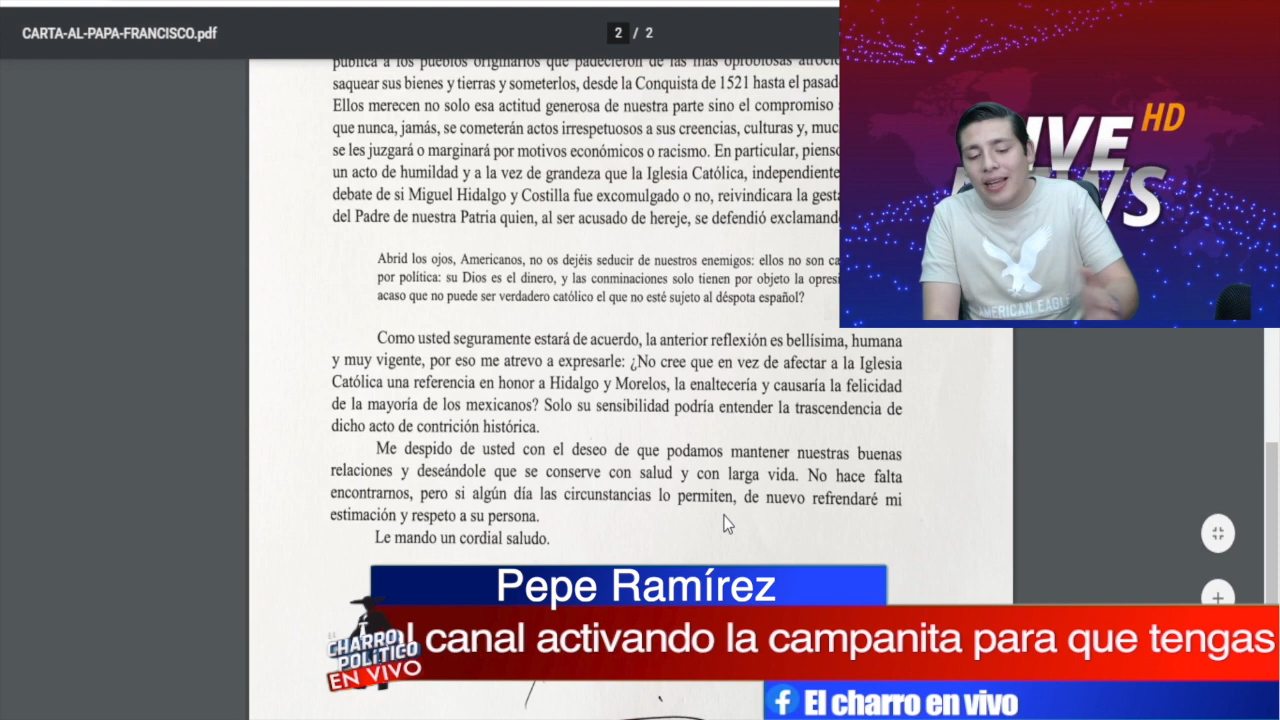 CARTA-AL-PAPA-FRANCISCO.pdf
2 / 2
pública a los pueblos originarios que padecieron de las más oprobiosas
saquear sus bienes y tierras y someterlos, desde la Conquista de 1521 hasta el
Ellos merecen no solo esa actitud generosa de nuestra parte sino el compromiso
que nunca, jamás, se cometerán actos irrespetuosos a sus creencias, culturas y,
se les juzgará o marginará por motivos económicos o racismo. En particular,
un acto de humildad y a la vez de grandeza que la Iglesia Católica,
debate de si Miguel Hidalgo y Costilla fue excomulgado o no, reivindicara la
del Padre de nuestra Patria quien, al ser acusado de hereje, se defendió
Abrid los ojos, Americanos, no os dejéis seducir de nuestros enemigos: ellos no son
por política: su Dios es el dinero, y las conminaciones solo tienen por objeto la
acaso que no puede ser verdadero católico el que no esté sujeto al déspota español?
Como usted seguramente estará de acuerdo, la anterior reflexión es bellísima, humana
y muy vigente, por eso me atrevo a expresarle: ¿No cree que en vez de afectar a la Iglesia
Católica una referencia en honor a Hidalgo y Morelos, la enaltecería y causaría la felicidad
de la mayoría de los mexicanos? Solo su sensibilidad podría entender la trascendencia de
dicho acto de contrición histórica.
Me despido de usted con el deseo de que podamos mantener nuestras buenas
relaciones y deseándole que se conserve con salud y con larga vida. No hace falta
encontrarnos, pero si algún día las circunstancias lo permiten, de nuevo refrendaré mi
estimación y respeto a su persona.
Le mando un cordial saludo.
HD
AMERICAN EAGLE
Pepe Ramírez
canal activando la campanita para que tengas
CHARRO
POLÍTICO
EN VIVO
El charro en vivo